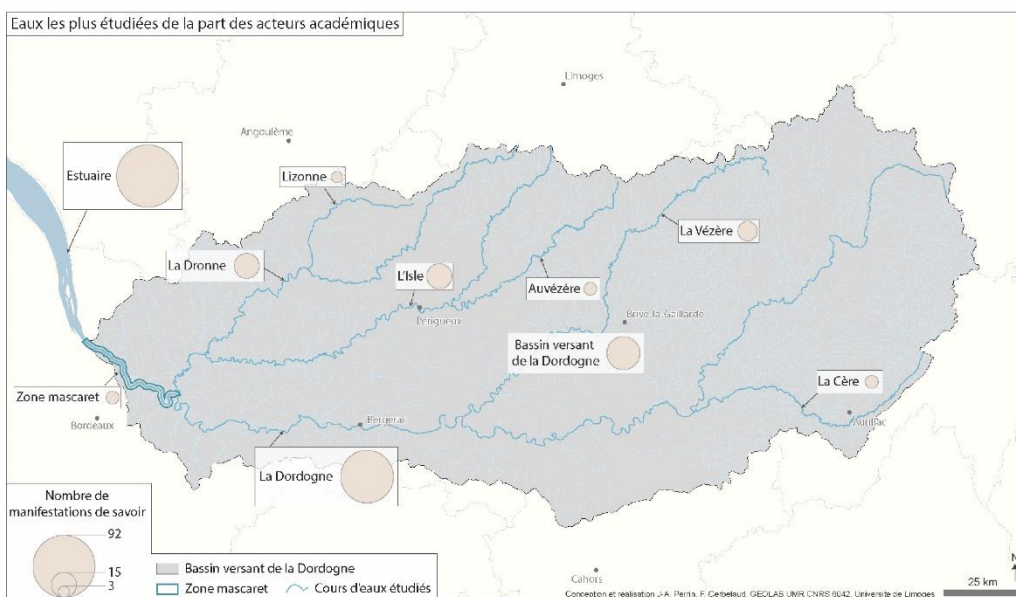 Eaux les plus étudiées de la part des acteurs académiques
Limoges
Angoulême
Estuaire
Lizonne
La Vézère
La Dronne
L'Isle
Auvézère
Périgueux
Brive-la-Gaillarde
Bassin versant
de la Dordogne
La Cère
Zone mascaret
Bordeaux
Aurillac
Bergerac
La Dordogne
Nombre de
manifestations de savoir
92
15
3
Bassin versant de la Dordogne
Zone mascaret
Cours d'eaux étudiés
Cahors
N
25 km
Conception et réalisation J-A. Perrin, F. Cerbelaud, GEOLAB UMR CNRS 6042, Université de Limoges